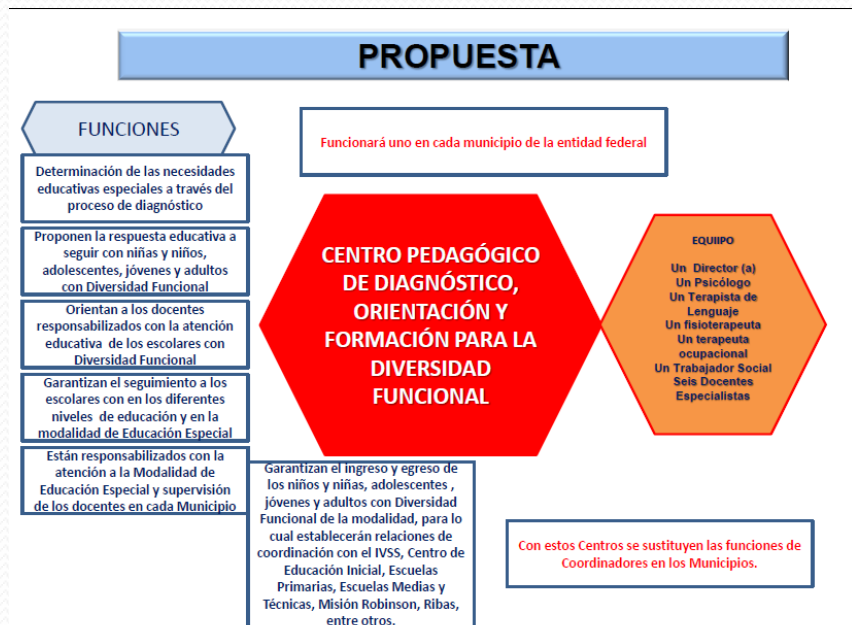 PROPUESTA
FUNCIONES
Determinación de las necesidades
educativas especiales a través del
proceso de diagnóstico
Proponen la respuesta educativa a
seguir con niñas y niños,
adolescentes, jóvenes y adultos
con Diversidad Funcional
Orientan a los docentes
responsabilizados con la atención
educativa de los escolares con
Diversidad Funcional
Garantizan el seguimiento a los
escolares con en los diferentes
niveles de educación y en la
modalidad de Educación Especial
Están responsabilizados con la
atención a la Modalidad de
Educación Especial y supervisión
de los docentes en cada Municipio
Garantizan el ingreso y egreso de
los niños y niñas, adolescentes ,
jóvenes y adultos con Diversidad
Funcional de la modalidad, para lo
cual establecerán relaciones de
coordinación con el IVSS, Centro de
Educación Inicial, Escuelas
Primarias, Escuelas Medias y
Técnicas, Misión Robinson, Ribas,
entre otros.
Funcionará uno en cada municipio de la entidad federal
CENTRO PEDAGÓGICO
DE DIAGNÓSTICO,
ORIENTACIÓN Y
FORMACIÓN PARA LA
DIVERSIDAD
FUNCIONAL
EQUIIPO
Un Director (a)
Un Psicólogo
Un Terapista de
Lenguaje
Un fisioterapeuta
Un terapeuta
ocupacional
Un Trabajador Social
Seis Docentes
Especialistas
Con estos Centros se sustituyen las funciones de
Coordinadores en los Municipios.